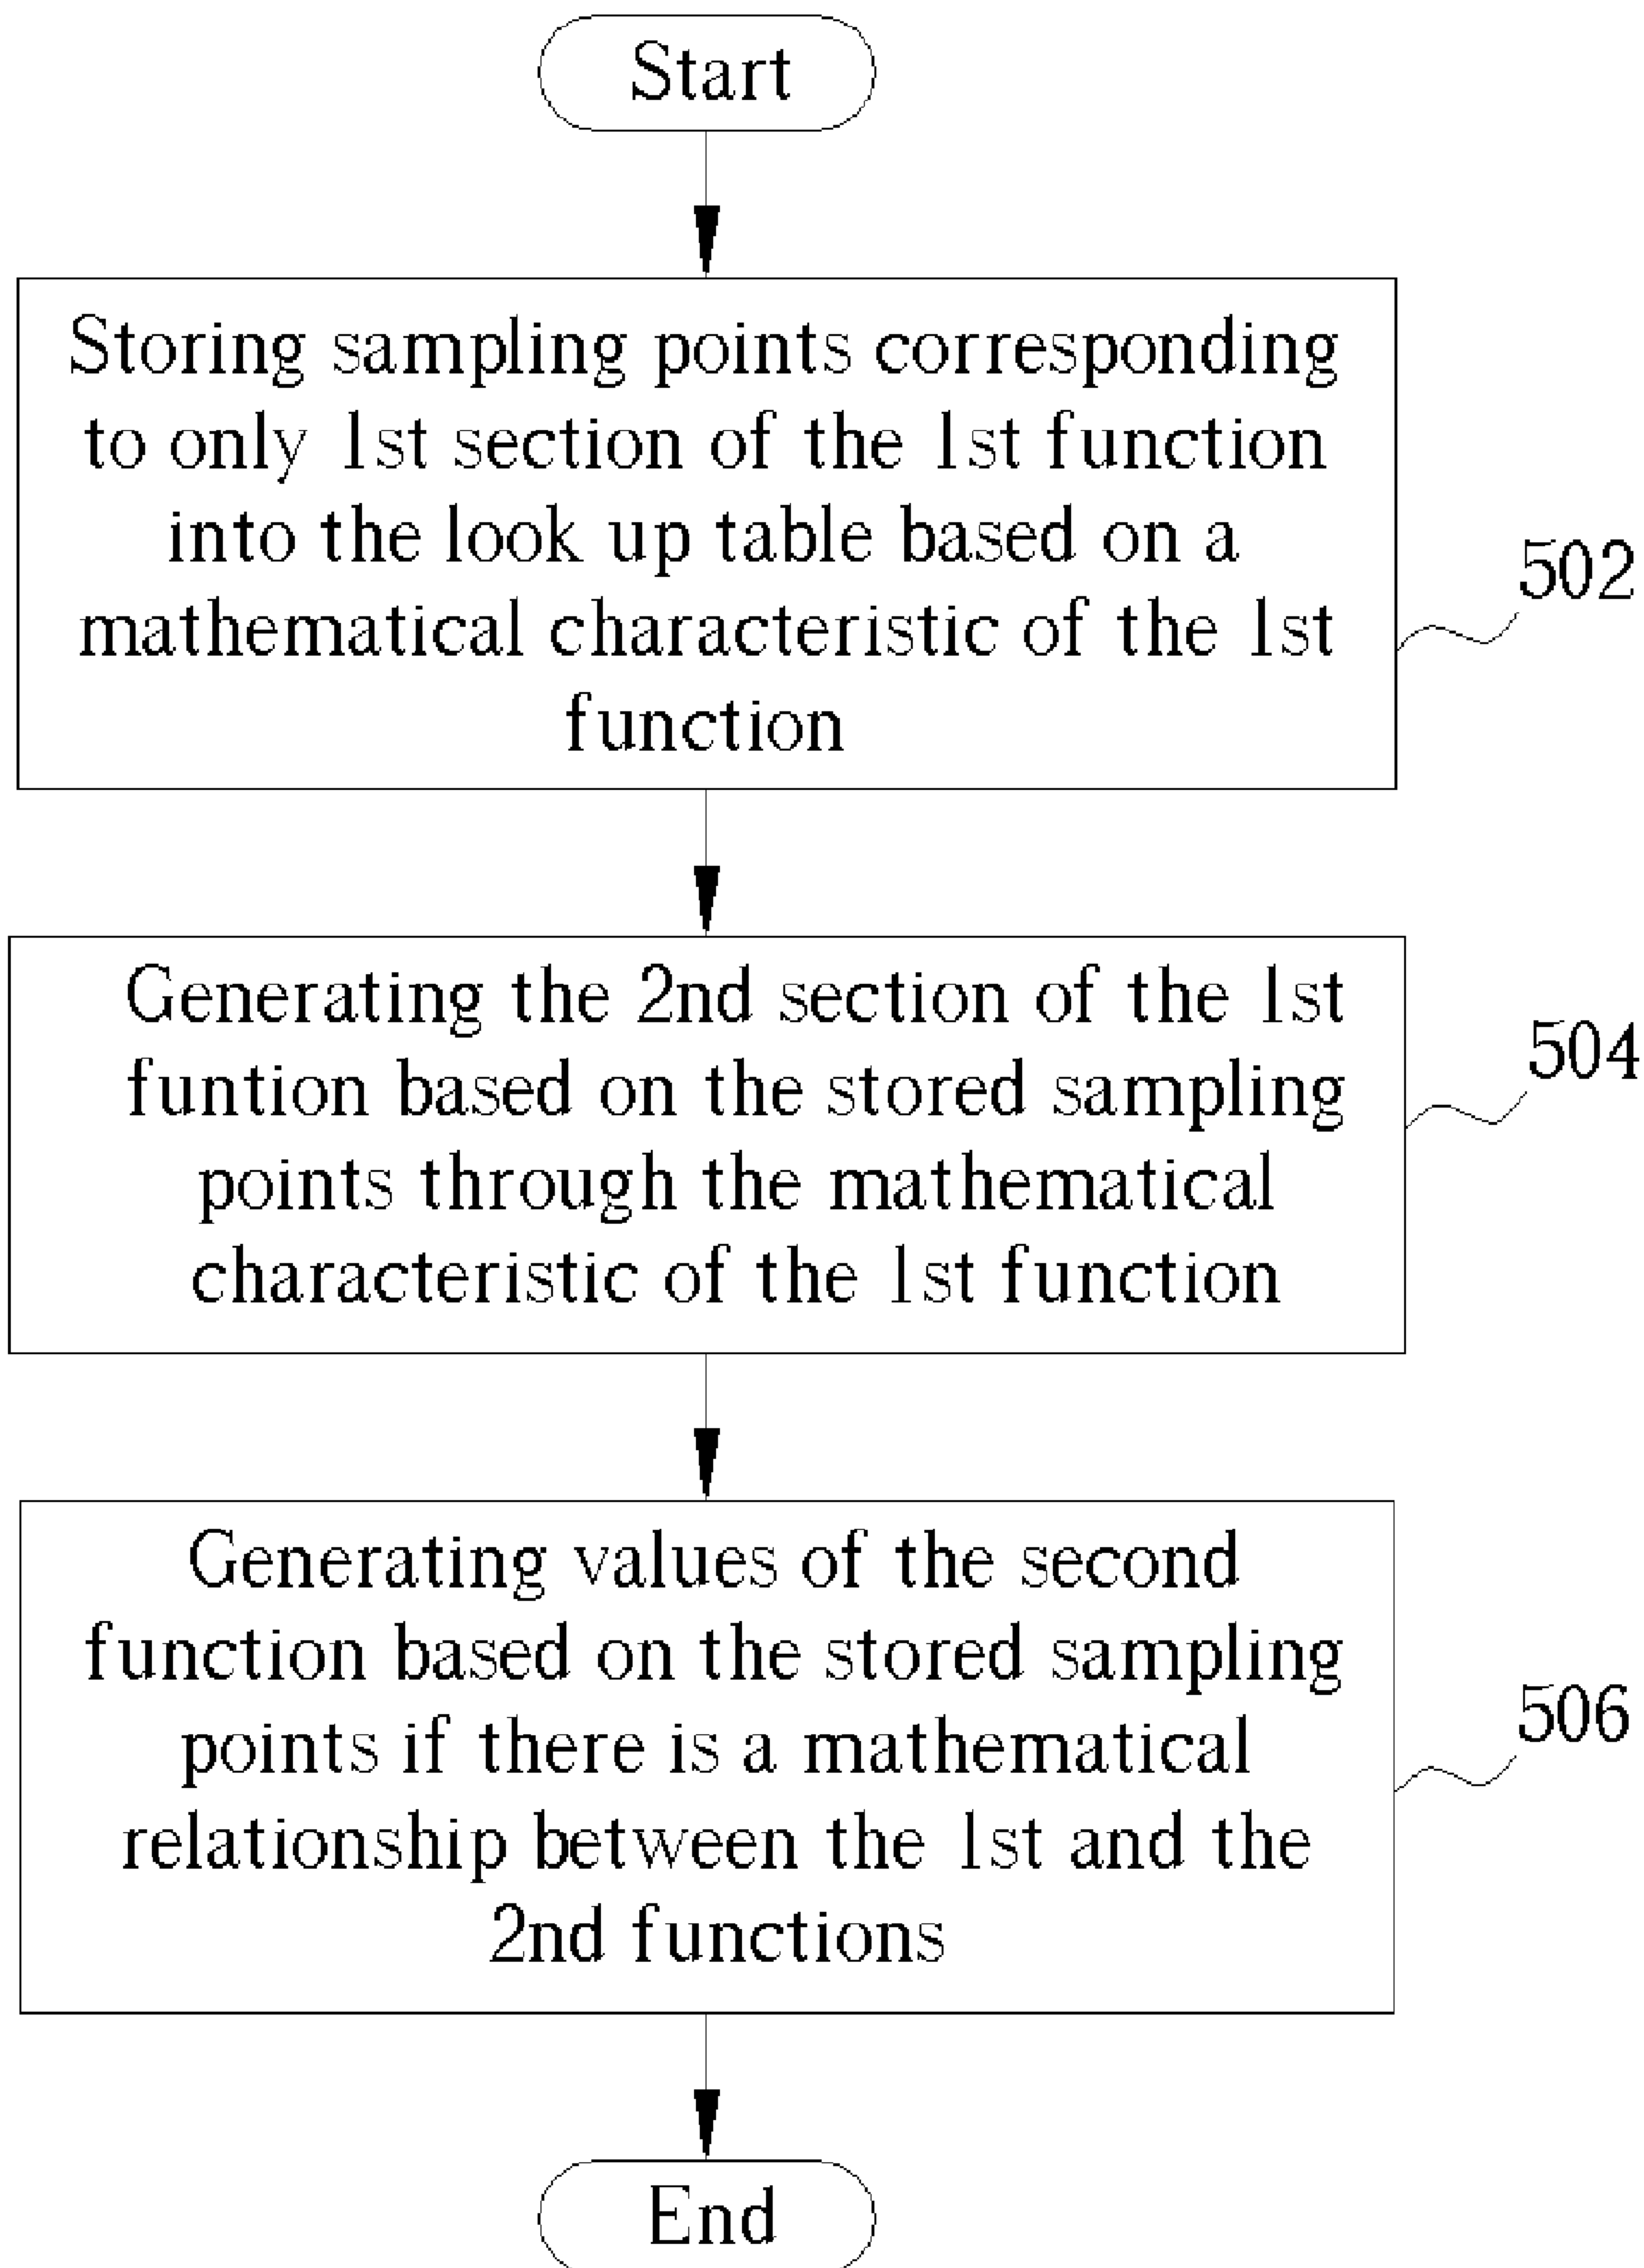 Start
Storing sampling points corresponding
to only 1st section of the 1st function
into the look up table based on a
mathematical characteristic of the 1st
function
502
Generating the 2nd section of the 1st
funtion based on the stored sampling
points through the mathematical
characteristic of the 1st function
504
Generating values of the second
function based on the stored sampling
points if there is a mathematical
relationship between the 1st and the
2nd functions
506
End